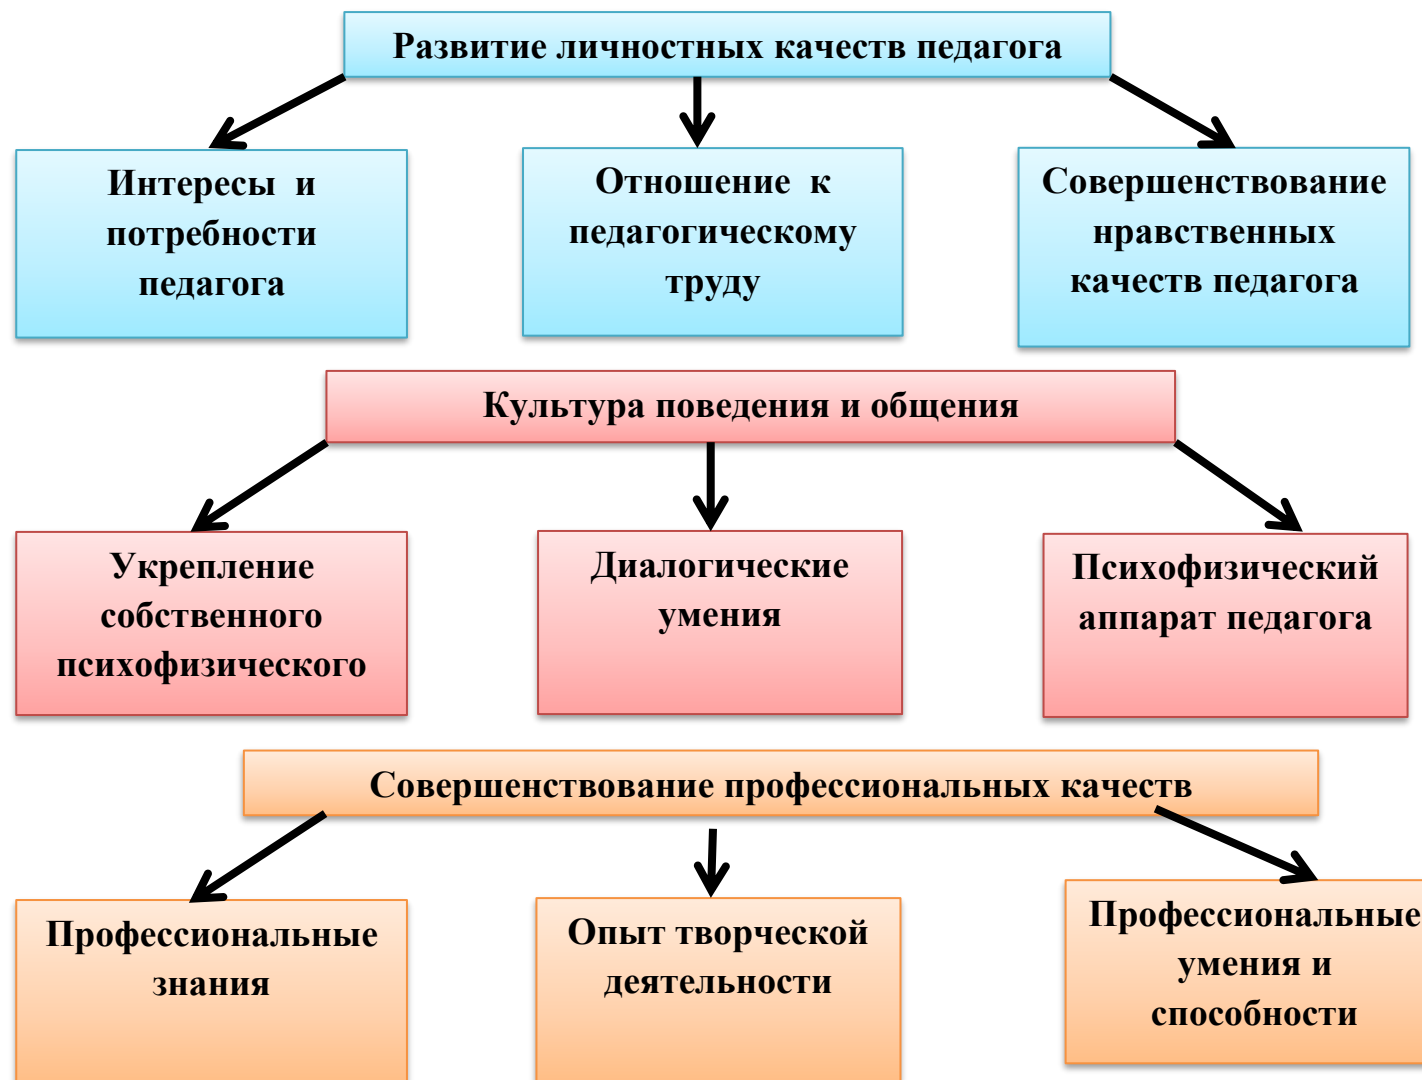 Развитие личностных качеств педагога
Интересы и
потребности
педагога
Отношение к
педагогическому
труду
Совершенствование
нравственных
качеств педагога
Культура поведения и общения
Укрепление
собственного
психофизического
Диалогические
умения
Психофизический
аппарат педагога
Совершенствование профессиональных качеств
Профессиональные
знания
Опыт творческой
деятельности
Профессиональные
умения и
способности